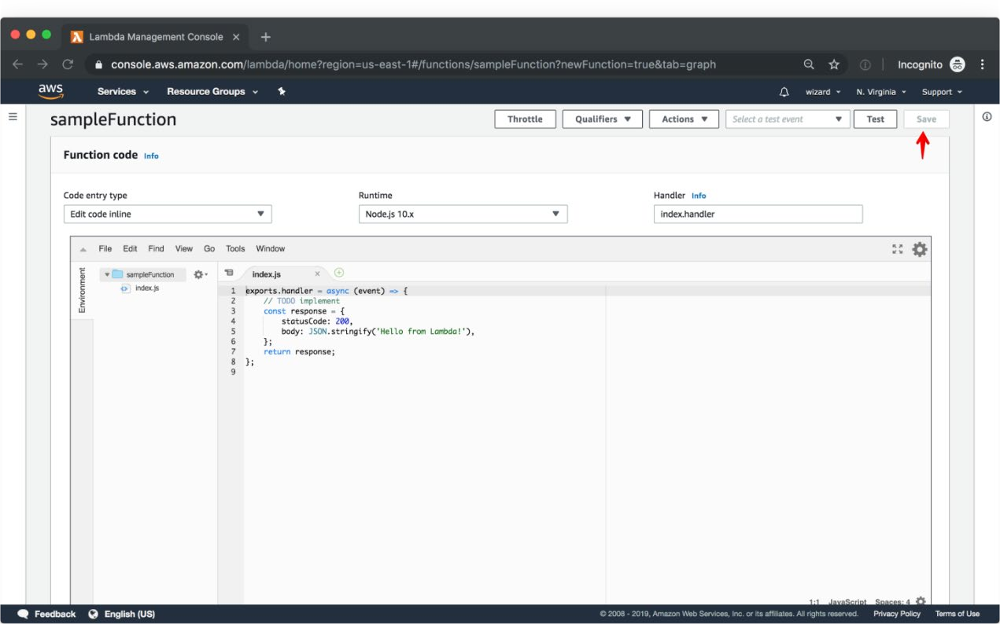 Lambda Management Console
console.aws.amazon.com/lambda/home?region=us-east-1#/functions/sampleFunction?newFunction=true&tab=graph
Incognito
aws Services Resource Groups wizard N. Virginia Support
sampleFunction
Throttle Qualifiers Actions Select a test event Test Save
Function code Info
Code entry type Runtime Handler Info
Edit code inline Node.js 10.x index.handler
File Edit Find View Go Tools Window
Environment
sampleFunction
index.js
index.js
1 exports.handler = async (event) => {
2 // TODO implement
3 const response = {
4 statusCode: 200,
5 body: JSON.stringify('Hello from Lambda!'),
6 };
7 return response;
8 };
9
1:1 JavaScript Spaces: 4
Feedback English (US) © 2008 - 2019, Amazon Web Services, Inc. or its affiliates. All rights reserved. Privacy Policy Terms of Use